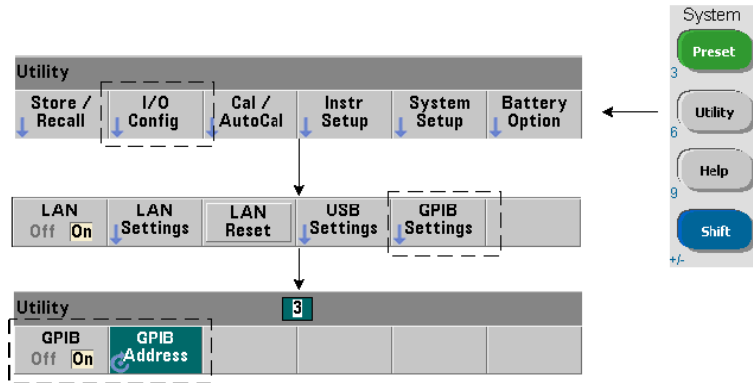 System
Preset
3
Utility
Store / I/O Cal / Instr System Battery
Recall Config AutoCal Setup Setup Option
Utility
6
Help
9
LAN LAN LAN USB GPIB
Off On Settings Reset Settings Settings
Shift
+/-
Utility 3
GPIB GPIB
Off On Address